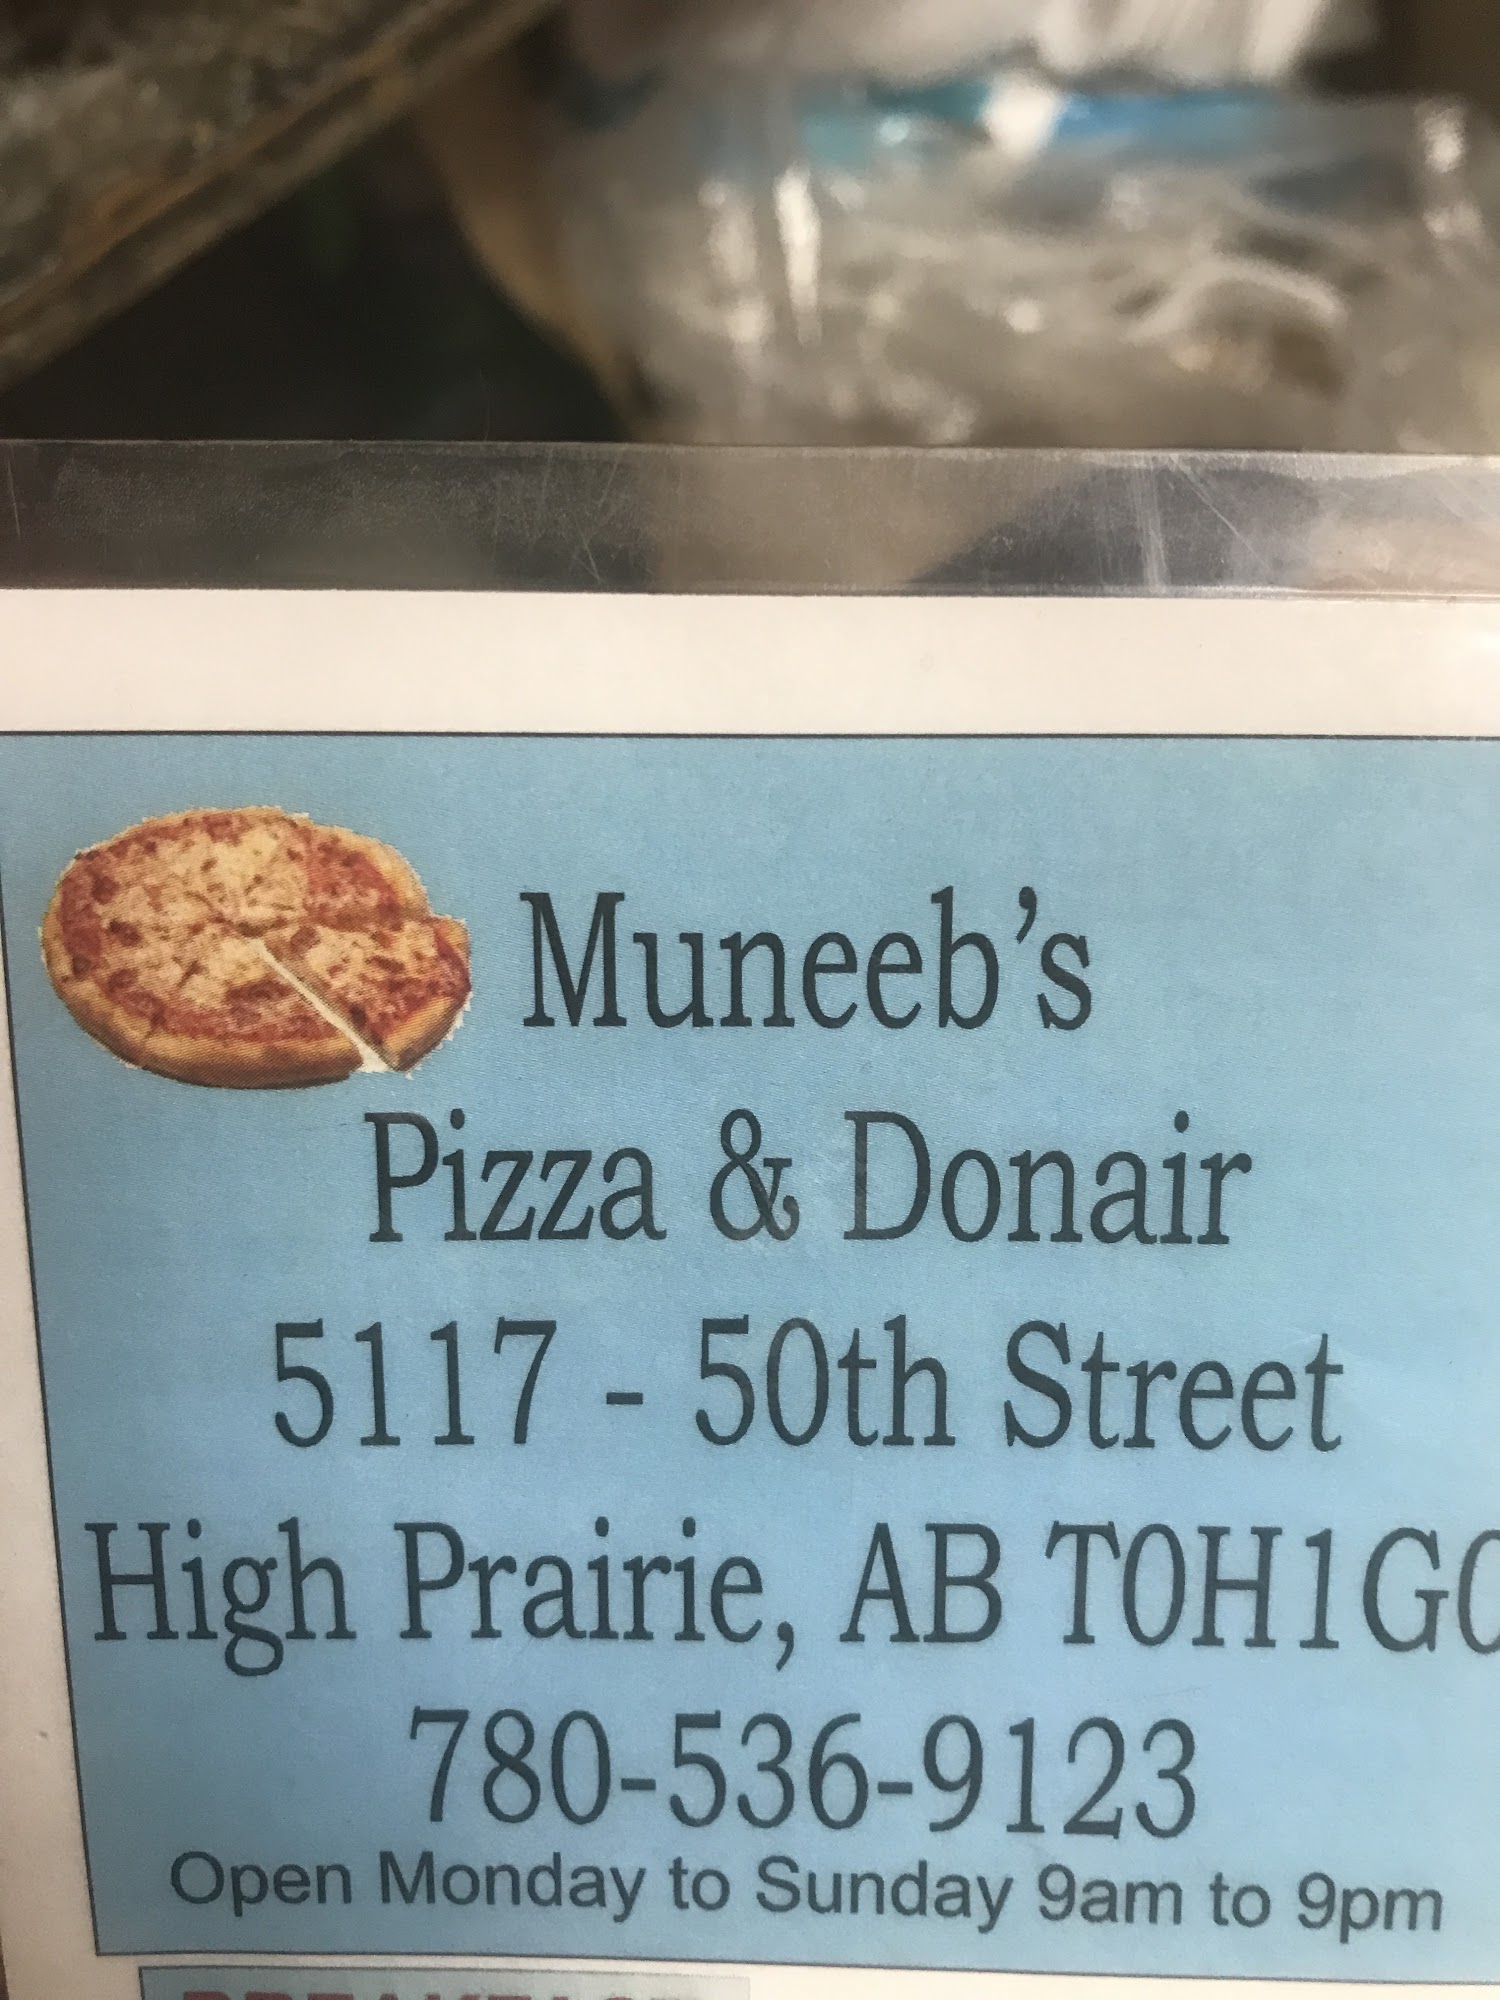 Muneeb's
Pizza & Donair
5117 - 50th Street
High Prairie, AB T0H1G0
780-536-9123
Open Monday to Sunday 9am to 9pm